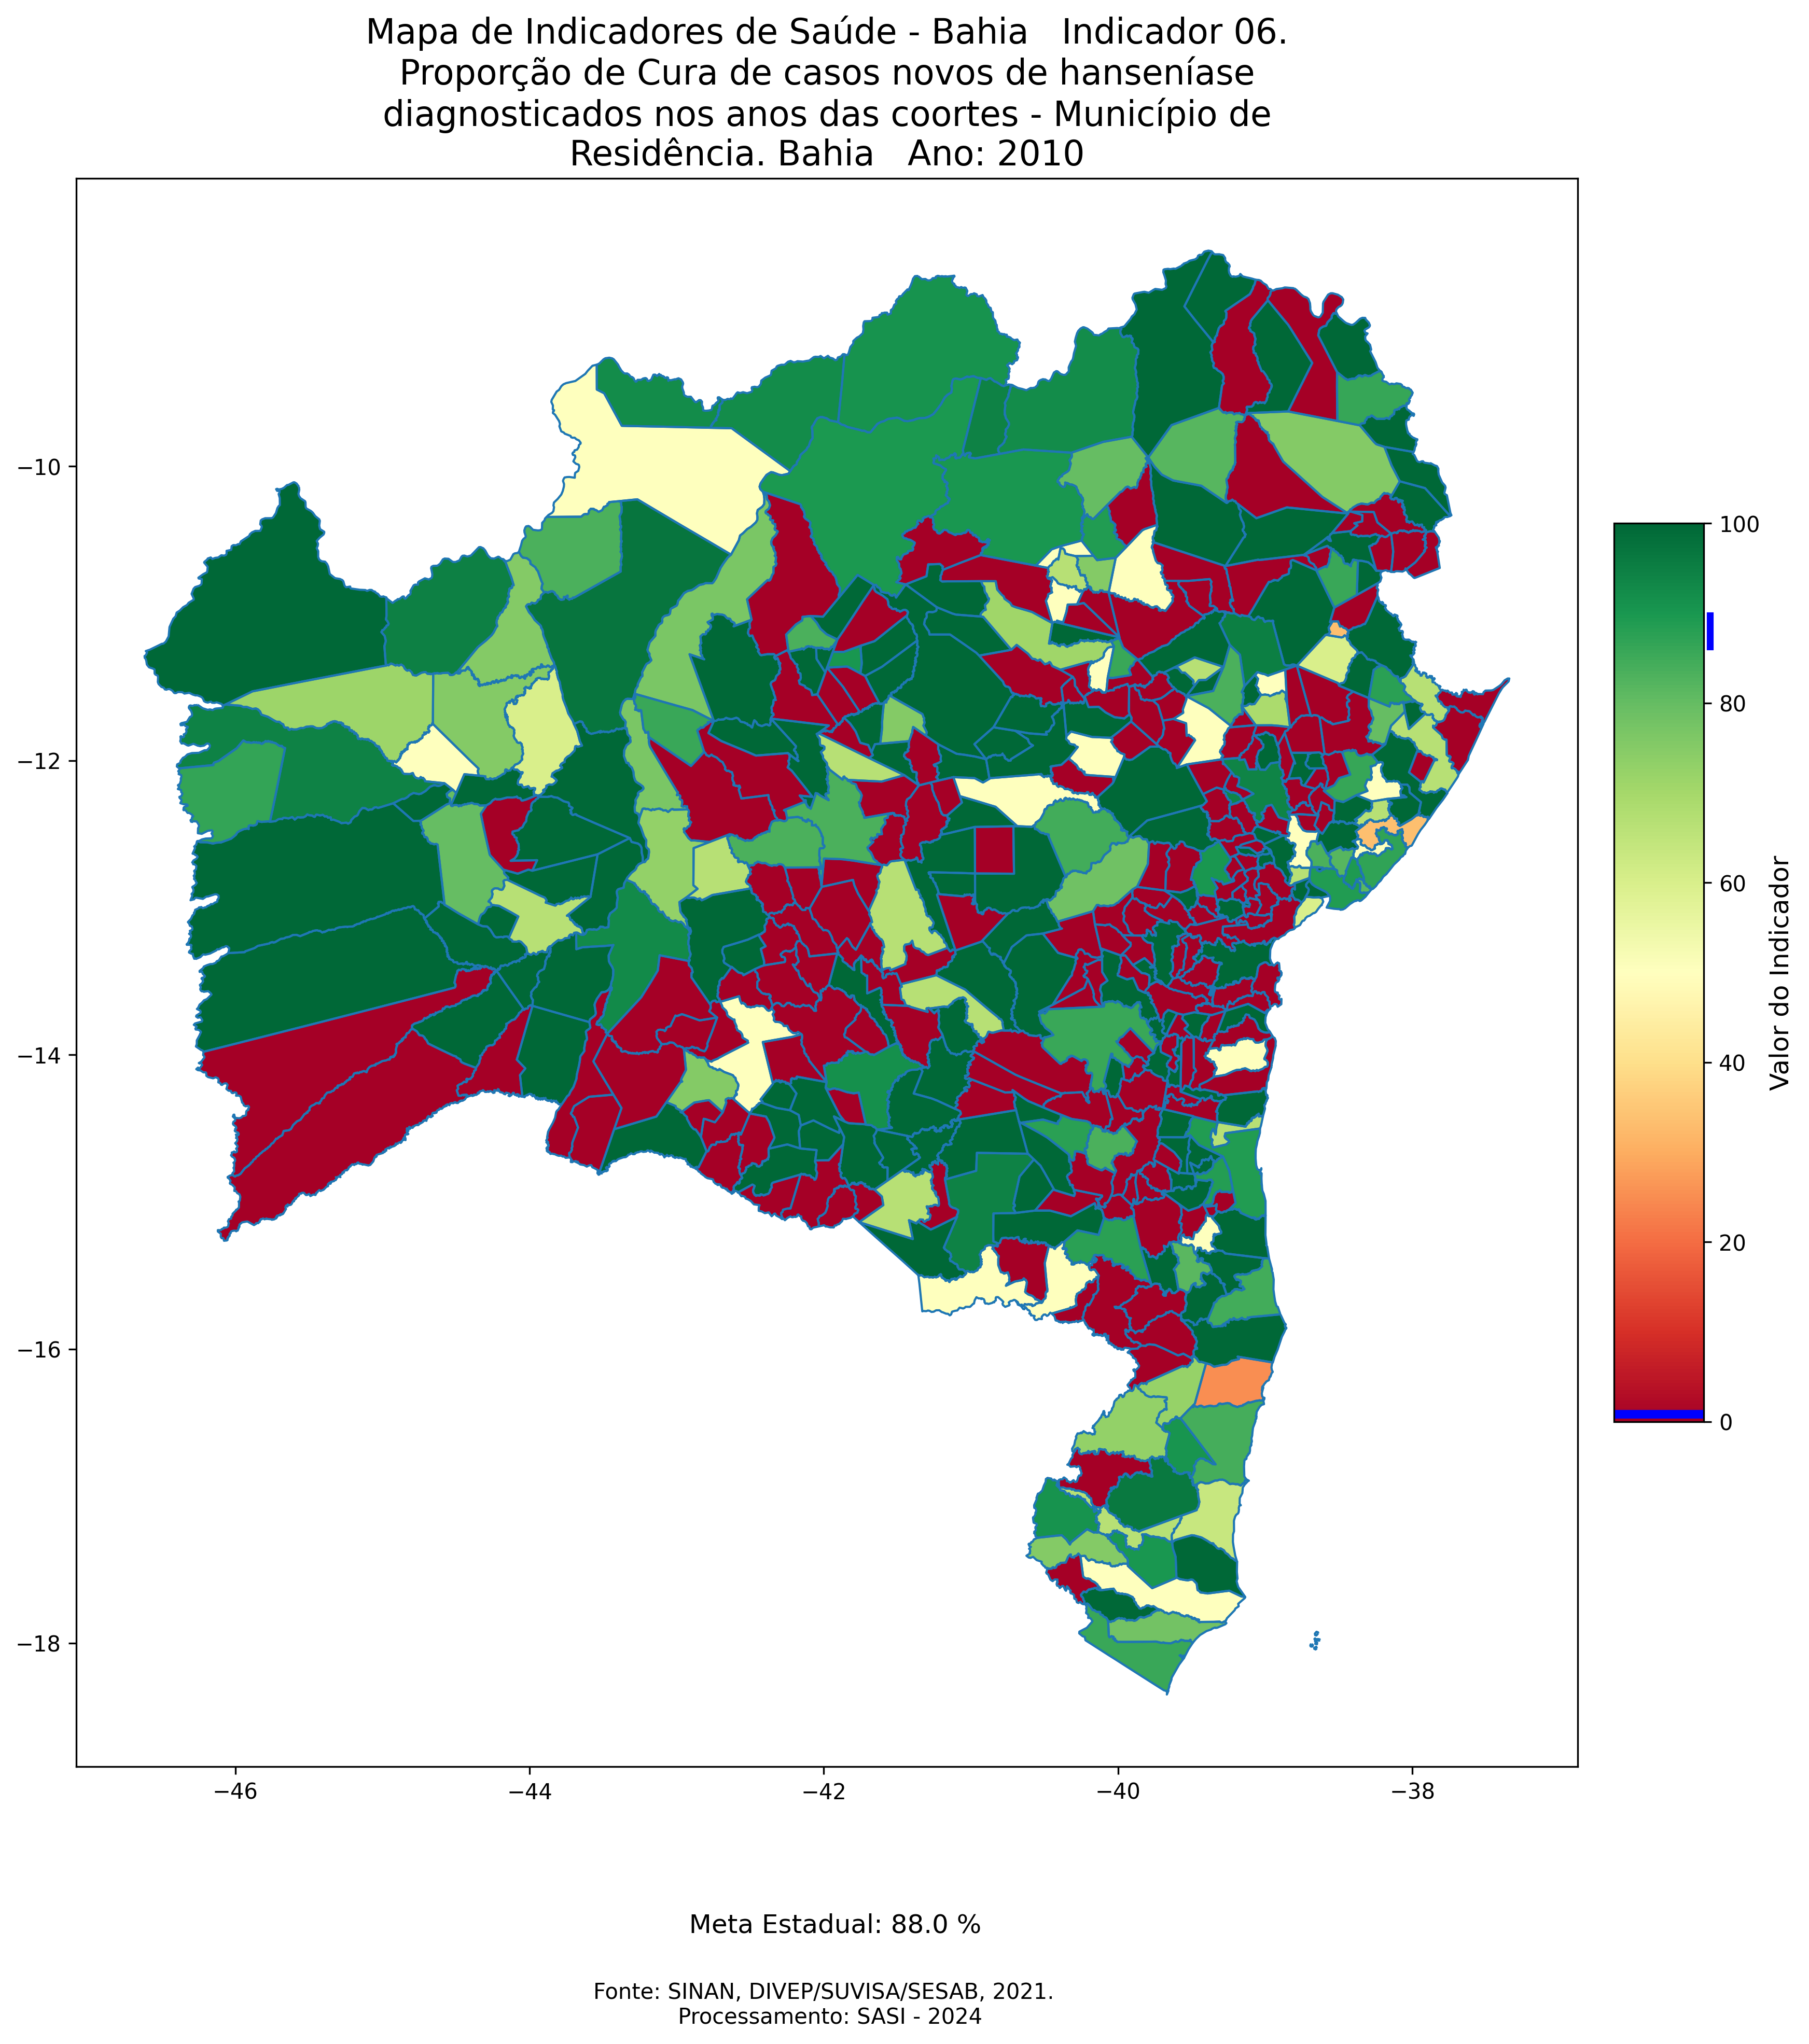 Mapa de Indicadores de Saúde - Bahia   Indicador 06.
Proporção de Cura de casos novos de hanseníase
diagnosticados nos anos das coortes - Município de
Residência. Bahia   Ano: 2010
−10
−12
−14
−16
−18
−46
−44
−42
−40
−38
100
80
60
40
20
0
Valor do Indicador
Meta Estadual: 88.0 %
Fonte: SINAN, DIVEP/SUVISA/SESAB, 2021.
Processamento: SASI - 2024